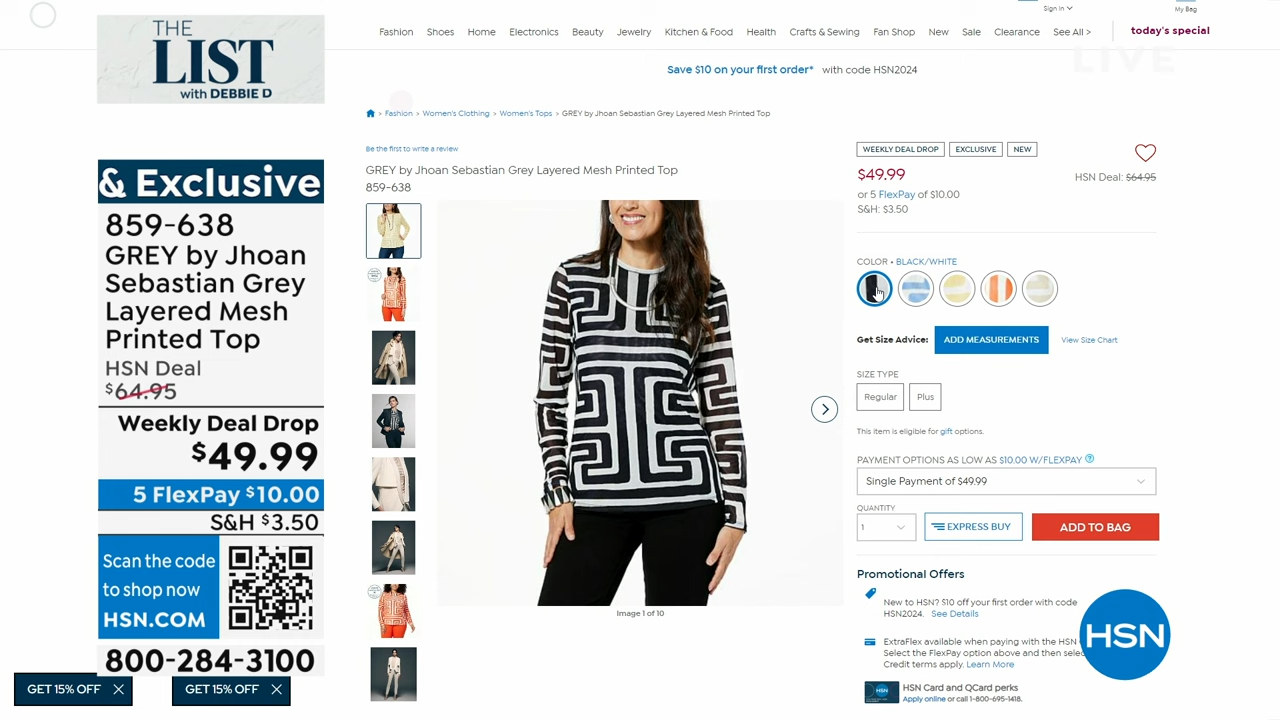 THE
LIST
with DEBBIE D
Sign in
My Bag
Fashion Shoes Home Electronics Beauty Jewelry Kitchen & Food Health Crafts & Sewing Fan Shop New Sale Clearance See All > today's special
LIVE
Save $10 on your first order* with code HSN2024
> Fashion > Women's Clothing > Women's Tops > GREY by Jhoan Sebastian Grey Layered Mesh Printed Top
& Exclusive
859-638
GREY by Jhoan
Sebastian Grey
Layered Mesh
Printed Top
HSN Deal
$64.95
Weekly Deal Drop
$49.99
5 FlexPay $10.00
S&H $3.50
Scan the code
to shop now
HSN.COM
800-284-3100
GET 15% OFF
GET 15% OFF
Be the first to write a review
GREY by Jhoan Sebastian Grey Layered Mesh Printed Top
859-638
Image 1 of 10
WEEKLY DEAL DROP EXCLUSIVE NEW
$49.99
HSN Deal: $64.95
or 5 FlexPay of $10.00
S&H: $3.50
COLOR • BLACK/WHITE
Get Size Advice: ADD MEASUREMENTS View Size Chart
SIZE TYPE
Regular Plus
This item is eligible for gift options.
PAYMENT OPTIONS AS LOW AS $10.00 W/FLEXPAY ?
Single Payment of $49.99
QUANTITY
1 EXPRESS BUY ADD TO BAG
Promotional Offers
New to HSN? $10 off your first order with code
HSN2024. See Details
ExtraFlex available when paying with the HSN
Select the FlexPay option above and then
Credit terms apply. Learn More
HSN
HSN
HSN Card and QCard perks
Apply online or call 1-800-695-1418.